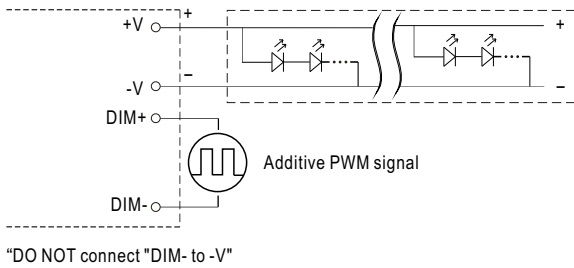 +V
+
+
-V
–
–
DIM+
Additive PWM signal
DIM-
“DO NOT connect "DIM- to -V"